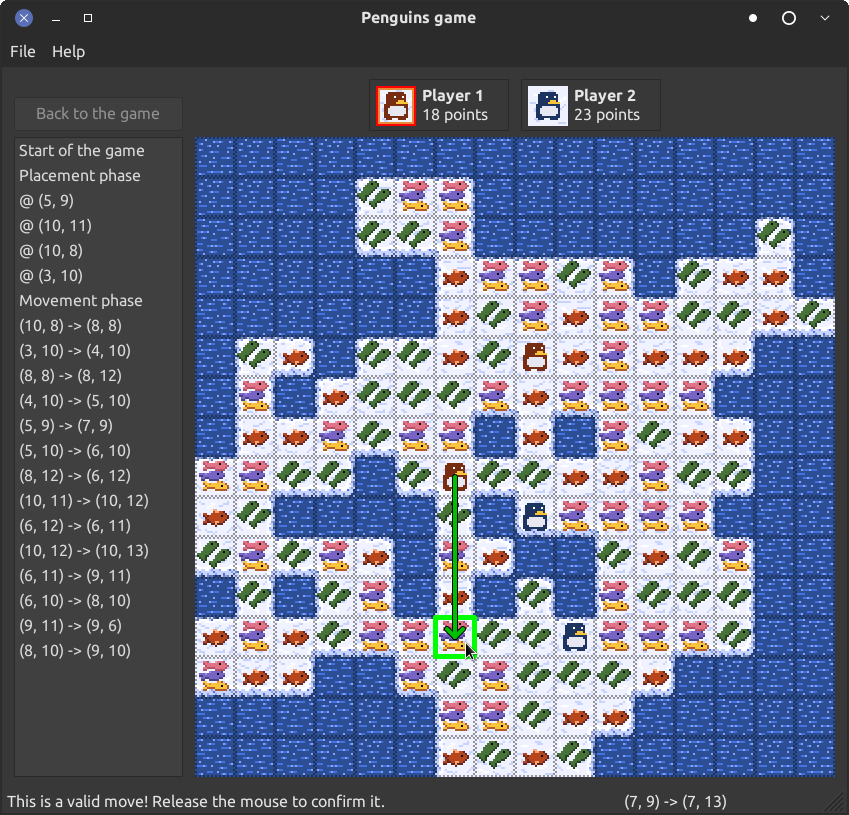 Penguins game
File Help
Back to the game
Player 1
18 points
Player 2
23 points
Start of the game
Placement phase
@ (5, 9)
@ (10, 11)
@ (10, 8)
@ (3, 10)
Movement phase
(10, 8) -> (8, 8)
(3, 10) -> (4, 10)
(8, 8) -> (8, 12)
(4, 10) -> (5, 10)
(5, 9) -> (7, 9)
(5, 10) -> (6, 10)
(8, 12) -> (6, 12)
(10, 11) -> (10, 12)
(6, 12) -> (6, 11)
(10, 12) -> (10, 13)
(6, 11) -> (9, 11)
(6, 10) -> (8, 10)
(9, 11) -> (9, 6)
(8, 10) -> (9, 10)
This is a valid move! Release the mouse to confirm it.
(7, 9) -> (7, 13)